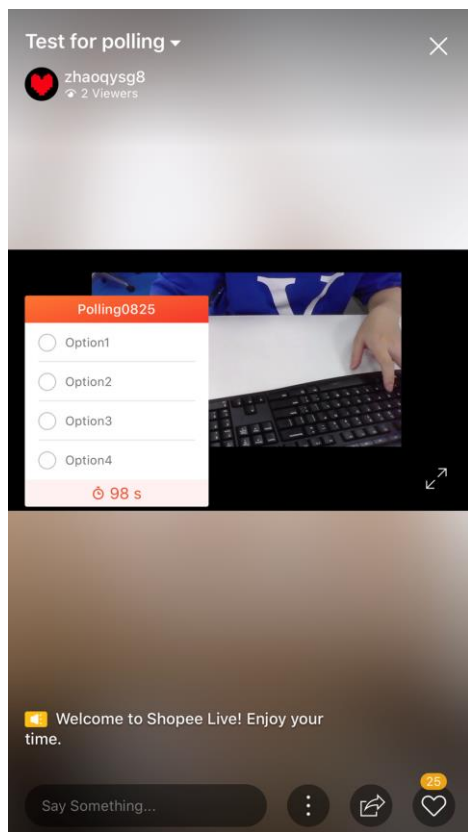 Test for polling
zhaoqysg8
2 Viewers
Polling0825
Option1
Option2
Option3
Option4
98 s
Welcome to Shopee Live! Enjoy your
time.
25
Say Something...